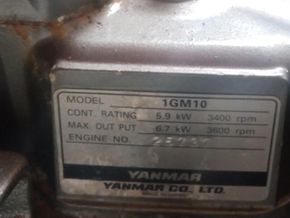 MODEL 1GM10
CONT. RATING 5.9 kW 3400 rpm
MAX. OUT PUT 6.7 kW 3600 rpm
ENGINE NO.
YANMAR
YANMAR CO., LTD.